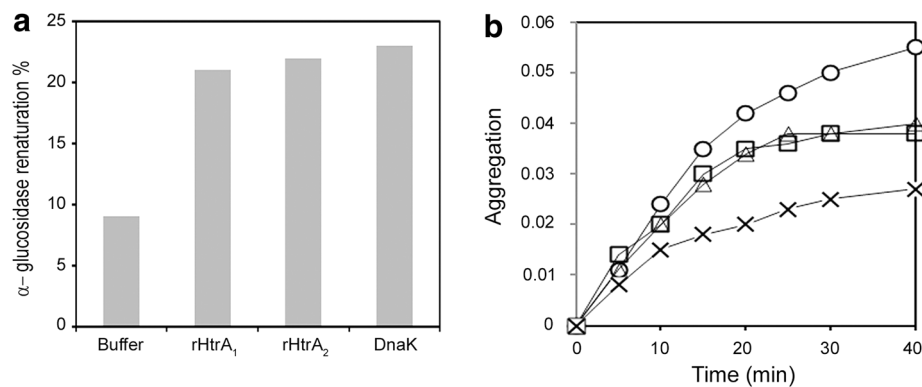 a
α– glucosidase renaturation %
25
20
15
10
5
0
Buffer rHtrA₁ rHtrA₂ DnaK
b
Aggregation
0.06
0.05
0.04
0.03
0.02
0.01
0
0 10 20 30 40
Time (min)